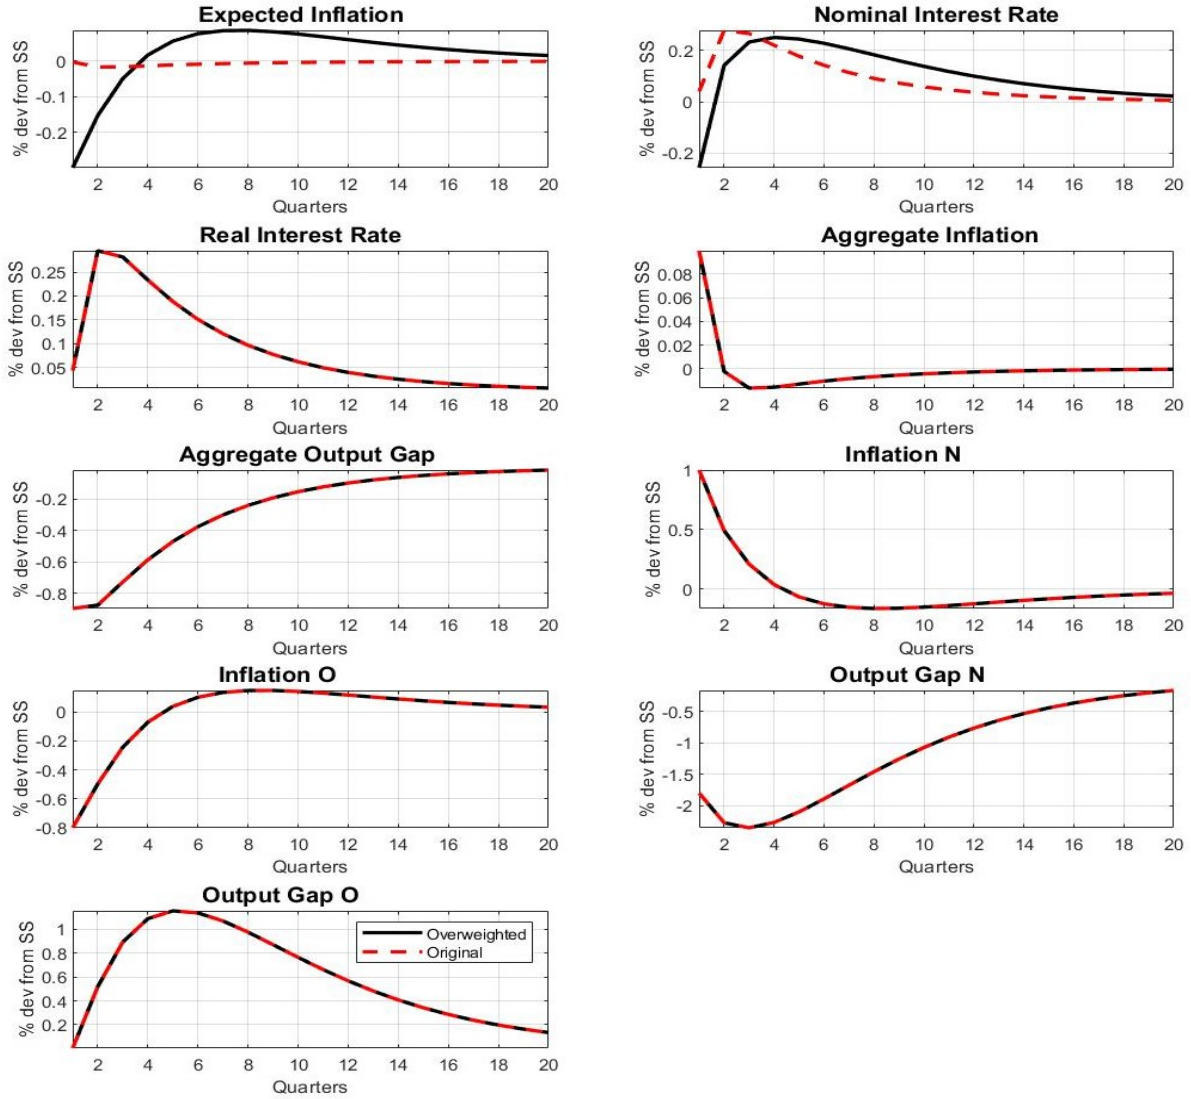 Expected Inflation
% dev from SS
0
-0.1
-0.2
2 4 6 8 10 12 14 16 18 20
Quarters
Nominal Interest Rate
% dev from SS
0.2
0
-0.2
2 4 6 8 10 12 14 16 18 20
Quarters
Real Interest Rate
% dev from SS
0.25
0.2
0.15
0.1
0.05
2 4 6 8 10 12 14 16 18 20
Quarters
Aggregate Inflation
% dev from SS
0.08
0.06
0.04
0.02
0
2 4 6 8 10 12 14 16 18 20
Quarters
Aggregate Output Gap
% dev from SS
-0.2
-0.4
-0.6
-0.8
2 4 6 8 10 12 14 16 18 20
Quarters
Inflation N
% dev from SS
1
0.5
0
2 4 6 8 10 12 14 16 18 20
Quarters
Inflation O
% dev from SS
0
-0.2
-0.4
-0.6
-0.8
2 4 6 8 10 12 14 16 18 20
Quarters
Output Gap N
% dev from SS
-0.5
-1
-1.5
-2
2 4 6 8 10 12 14 16 18 20
Quarters
Output Gap O
% dev from SS
1
0.8
0.6
0.4
0.2
2 4 6 8 10 12 14 16 18 20
Quarters
Overweighted
Original